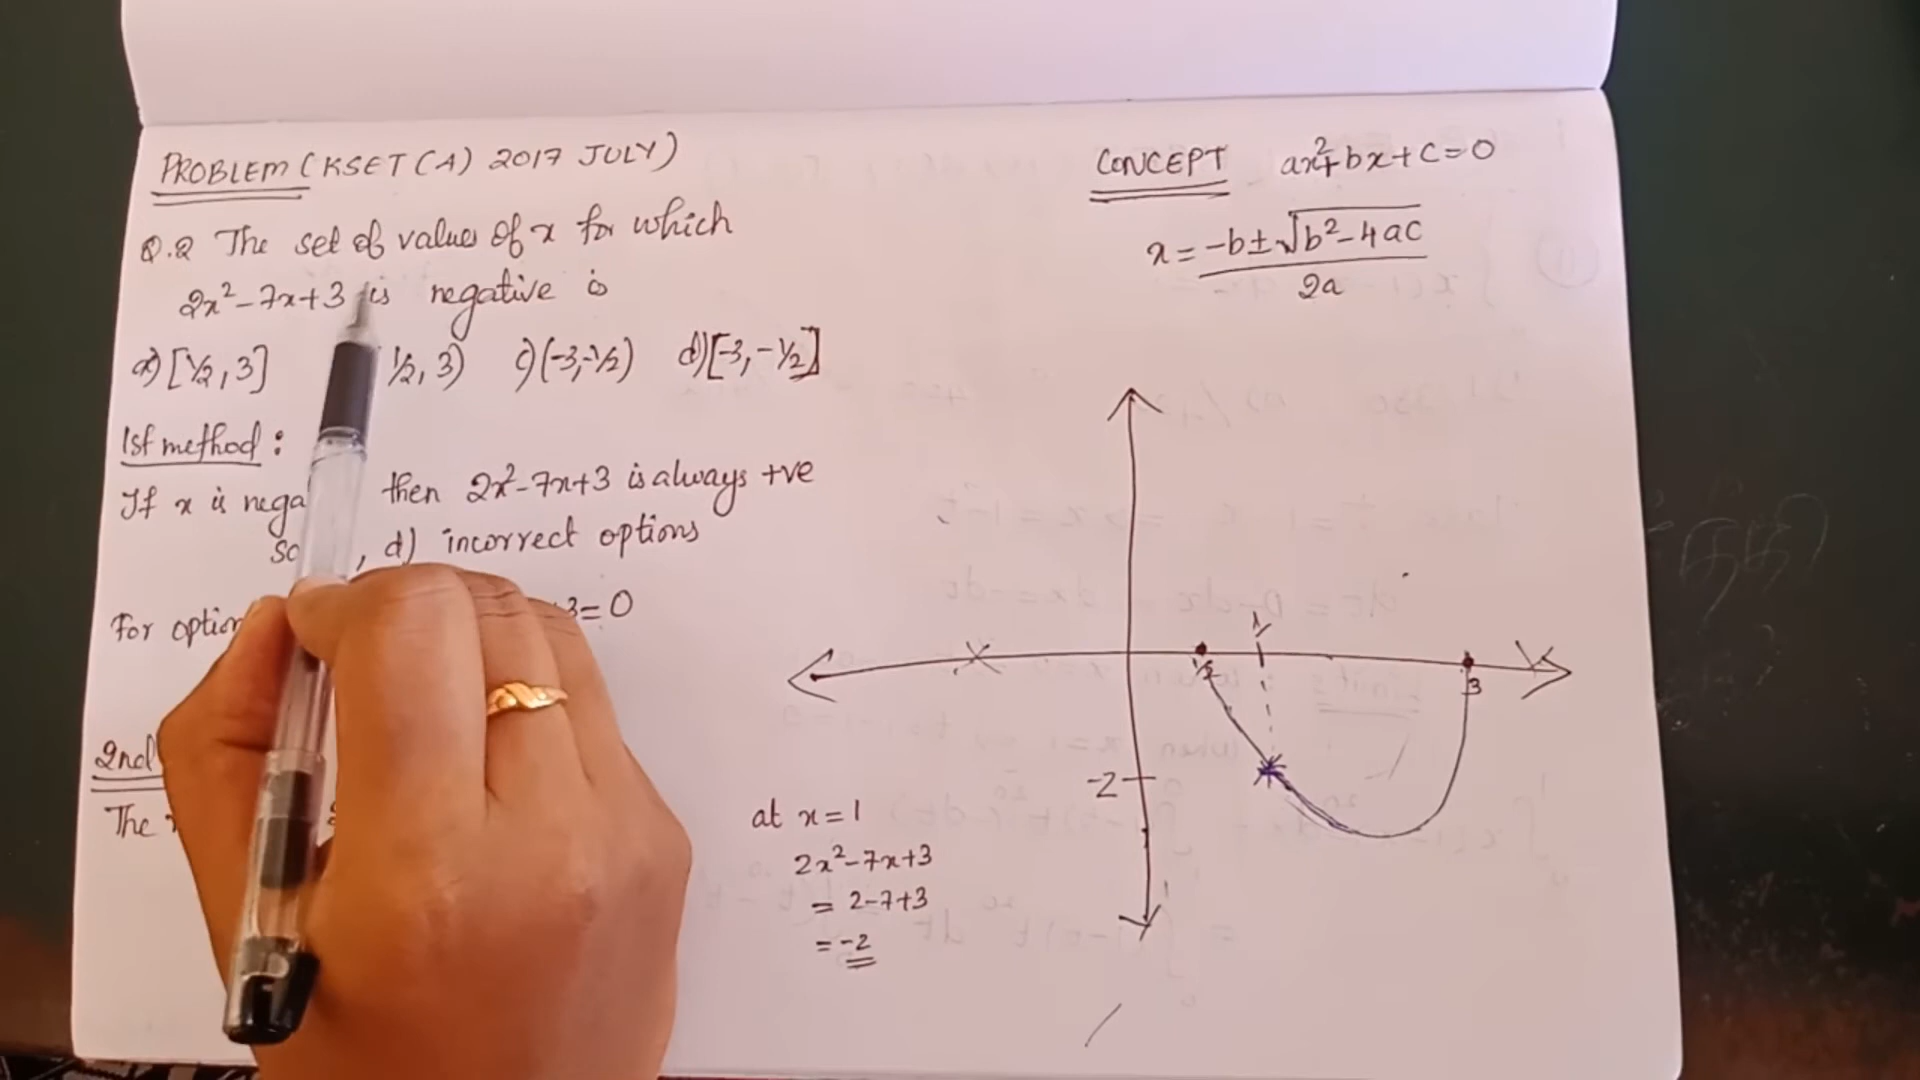 PROBLEM (KSET (A) 2017 JULY)
Q.2 The set of values of x for which
2x²-7x+3 is negative is
a) [1/2, 3] 1/2, 3) c) (-3, -1/2) d) [-3, -1/2]
1st method :
If x is nega then 2x²-7x+3 is always +ve
so , d) incorrect options
For option 3=0
2nd
The
CONCEPT ax²+bx+c=0
x = -b±√b²-4ac
2a
1
1/2
3
-2
at x=1
2x²-7x+3
= 2-7+3
= -2